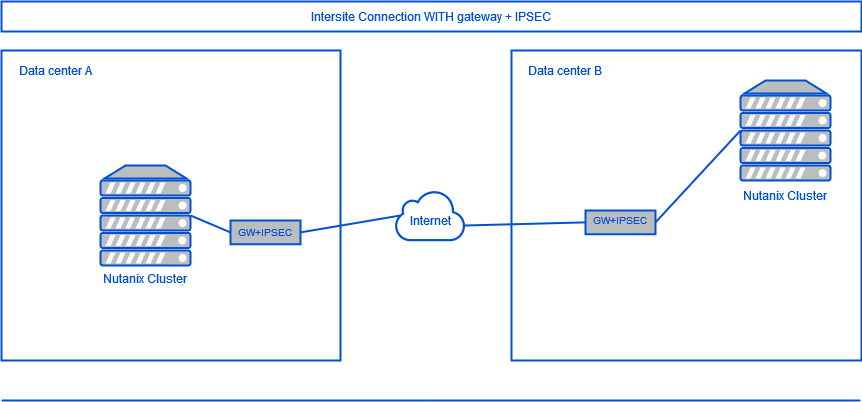 Intersite Connection WITH gateway + IPSEC
Data center A
Data center B
Nutanix Cluster
GW+IPSEC
Internet
GW+IPSEC
Nutanix Cluster